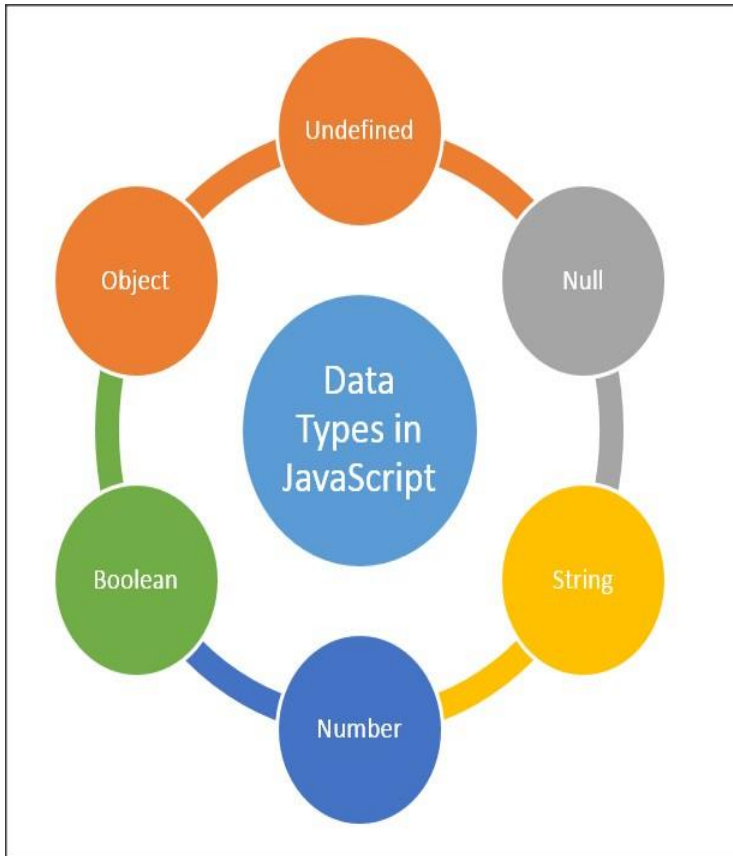 Undefined
Object
Null
Data
Types in
JavaScript
Boolean
String
Number